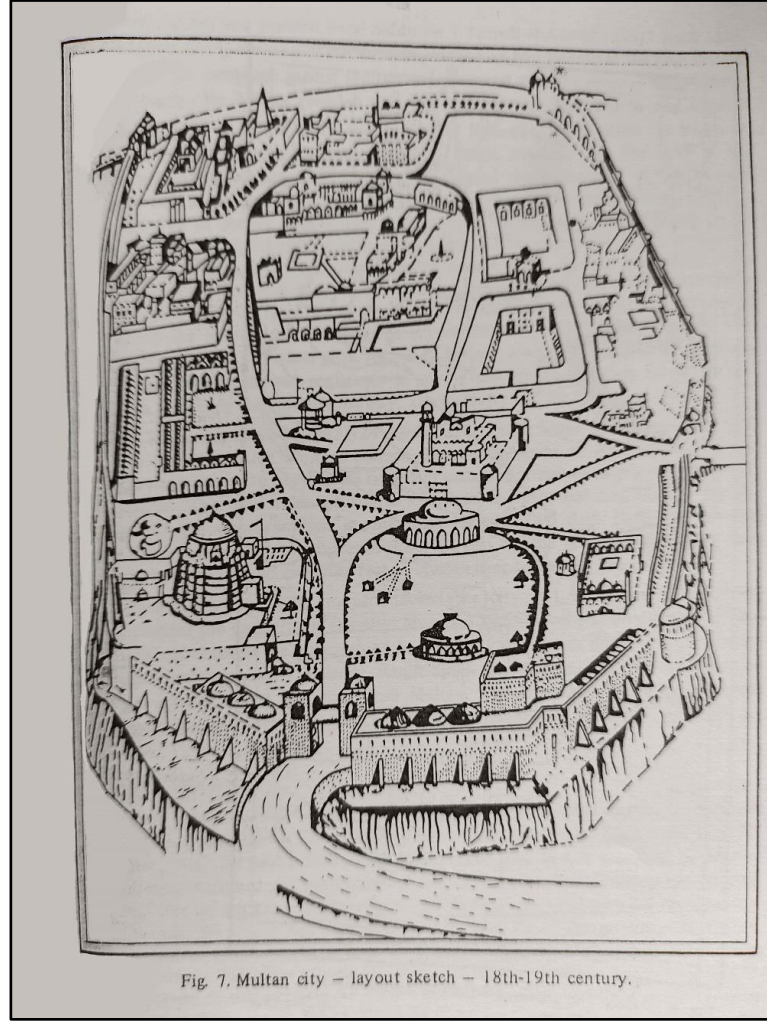 Fig. 7. Multan city – layout sketch – 18th-19th century.